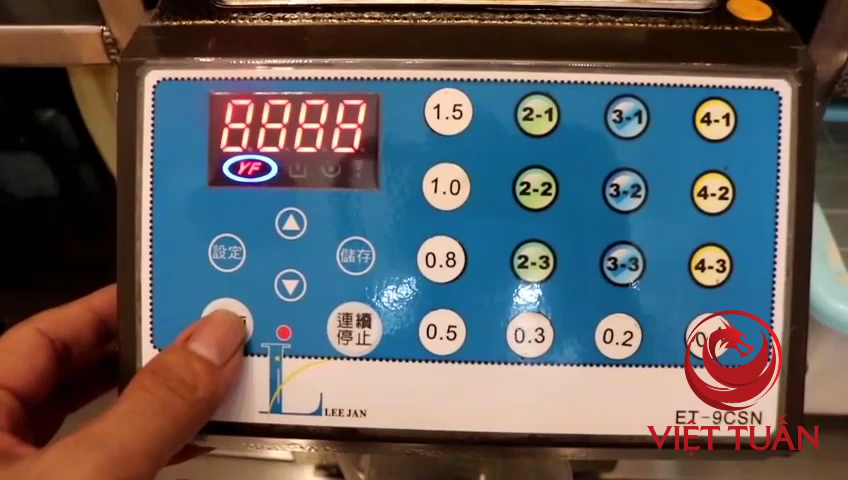 8888
YF
1.5 2-1 3-1 4-1
1.0 2-2 3-2 4-2
0.8 2-3 3-3 4-3
0.5 0.3 0.2
設定
儲存
連續
停止
LEE JAN
ET-9CSN
VIỆT TUẤN